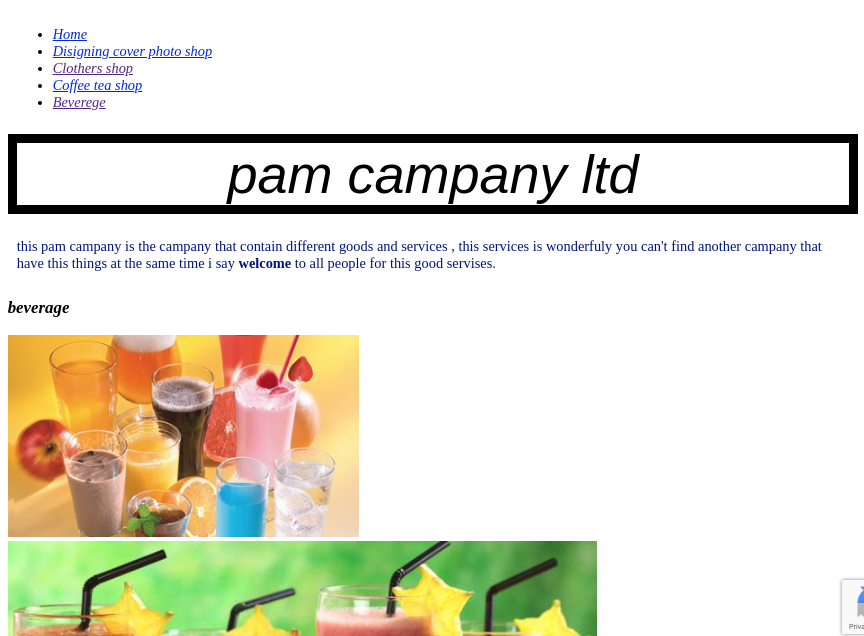 Home
Disigning cover photo shop
Clothers shop
Coffee tea shop
Beverege
pam campany ltd
this pam campany is the campany that contain different goods and services , this services is wonderfuly you can't find another campany that
have this things at the same time i say welcome to all people for this good servises.
beverage